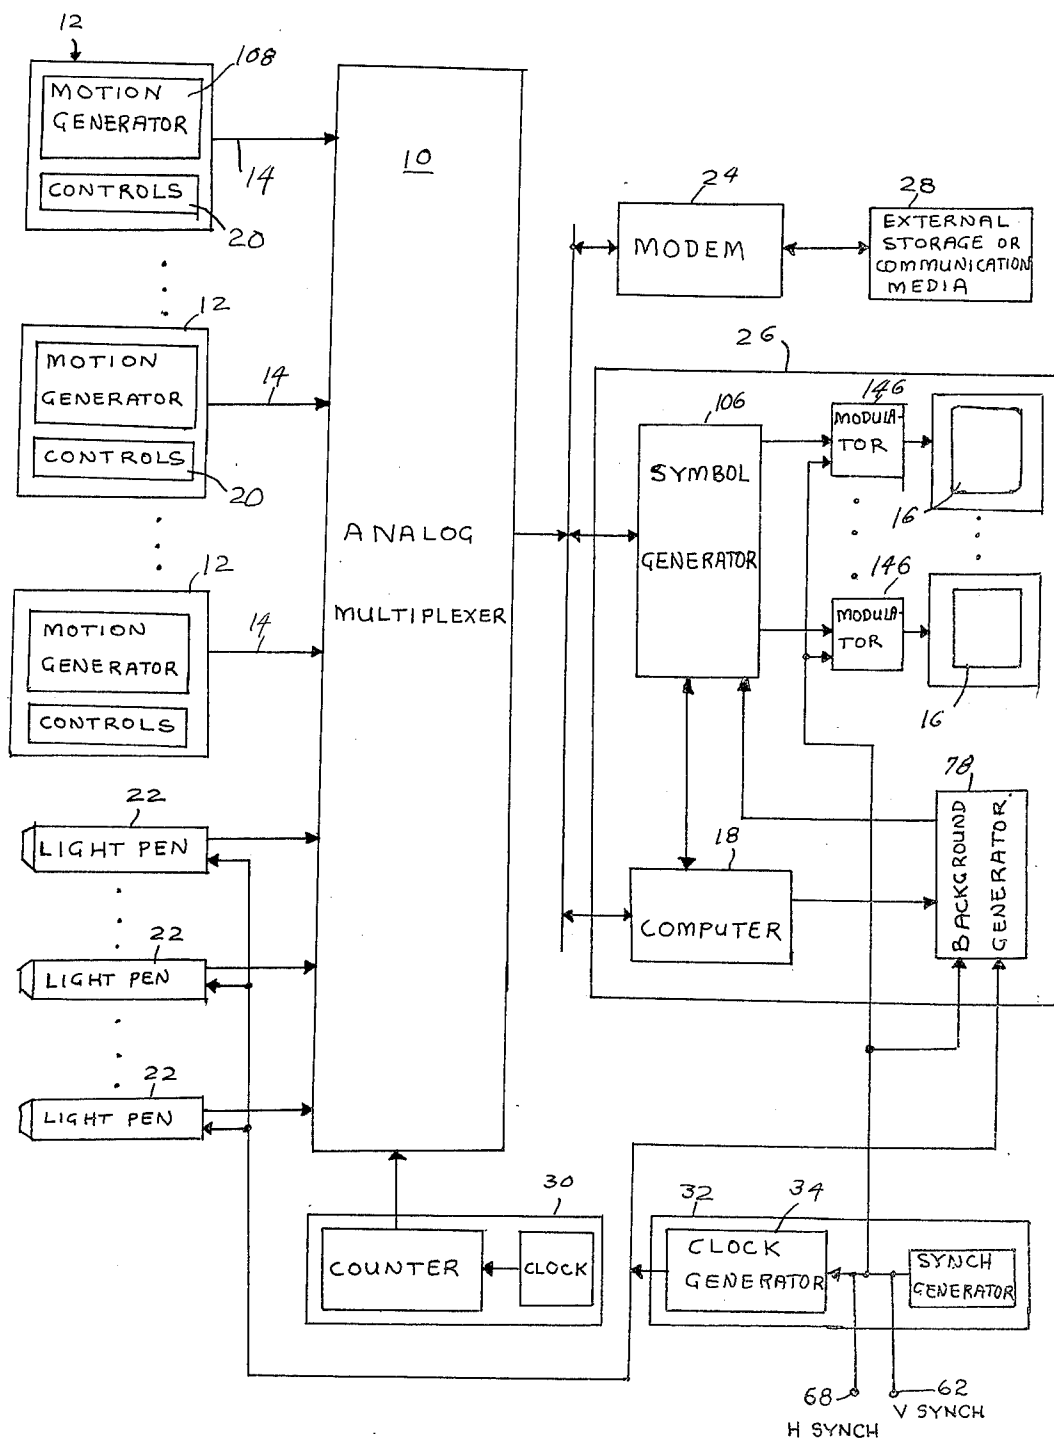 12
108
MOTION
GENERATOR
CONTROLS
14
20
12
MOTION
GENERATOR
14
CONTROLS
20
12
MOTION
GENERATOR
14
CONTROLS
10
ANALOG
MULTIPLEXER
22
LIGHT PEN
22
LIGHT PEN
22
LIGHT PEN
24
MODEM
28
EXTERNAL
STORAGE OR
COMMUNICATION
MEDIA
26
106
SYMBOL
GENERATOR
146
MODULA-
TOR
16
146
MODULA-
TOR
16
18
COMPUTER
78
BACKGROUND
GENERATOR.
30
COUNTER
CLOCK
32
34
CLOCK
GENERATOR
SYNCH
GENERATOR
68
H SYNCH
62
V SYNCH